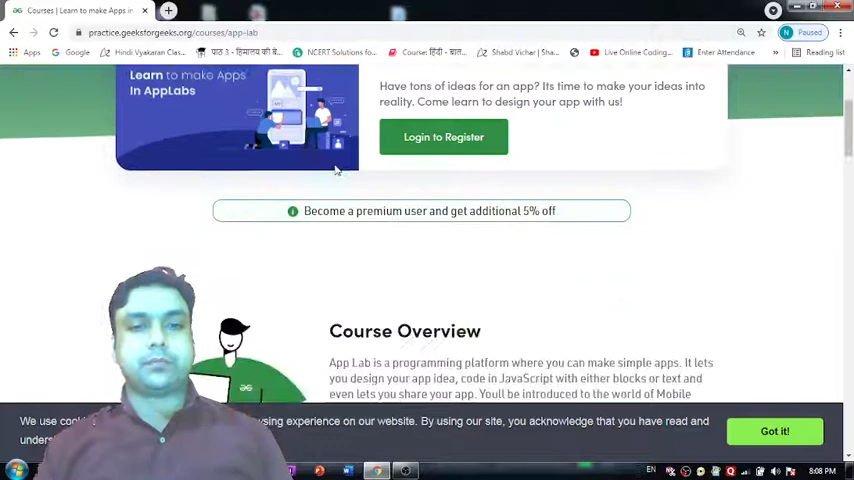 Courses | Learn to make Apps in
practice.geeksforgeeks.org/courses/app-lab
N Paused
Apps Google Hindi Vyakaran Clas... पाठ 3 - हिमालय की बे... NCERT Solutions fo... Course: हिंदी - बाल... Shabd Vichar | Sha... Live Online Coding... Enter Attendance Reading list
Learn to make Apps
In AppLabs
Have tons of ideas for an app? Its time to make your ideas into
reality. Come learn to design your app with us!
Login to Register
Become a premium user and get additional 5% off
Course Overview
App Lab is a programming platform where you can make simple apps. It lets
you design your app idea, code in JavaScript with either blocks or text and
even lets you share your app. Youll be introduced to the world of Mobile
We use
browsing experience on our website. By using our site, you acknowledge that you have read and
Got it!
EN 8:08 PM